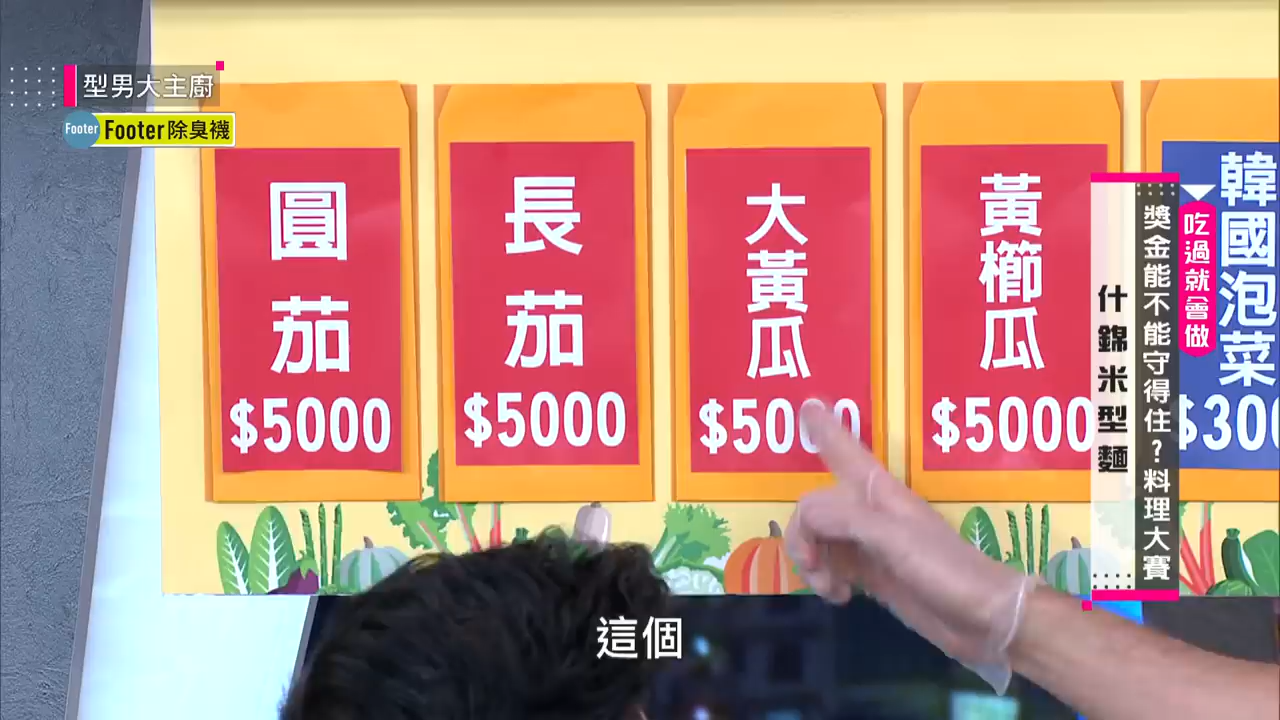 型男大主廚
Footer
Footer除臭襪
圓茄
$5000
長茄
$5000
大黃瓜
$5000
黃櫛瓜
$5000
韓國泡菜
$300
吃過就會做
獎金能不能守得住?料理大賽
什錦米型麵
這個